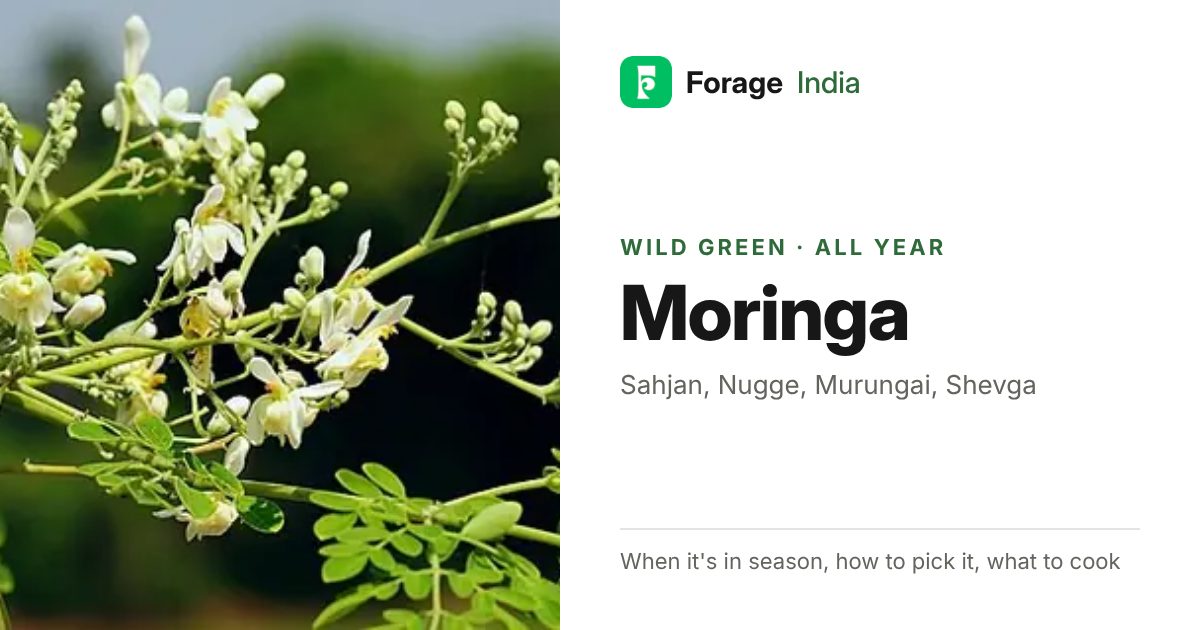 Forage India
WILD GREEN · ALL YEAR
Moringa
Sahjan, Nugge, Murungai, Shevga
When it's in season, how to pick it, what to cook